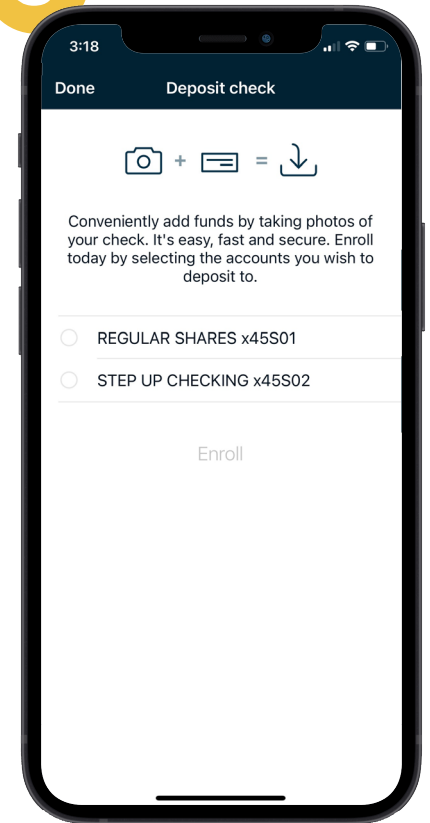 3:18
Done Deposit check
+ =
Conveniently add funds by taking photos of
your check. It's easy, fast and secure. Enroll
today by selecting the accounts you wish to
deposit to.
REGULAR SHARES x45S01
STEP UP CHECKING x45S02
Enroll